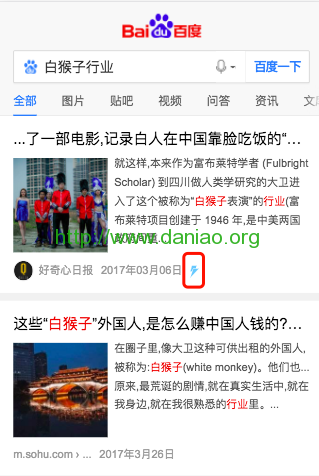 Bai du 百度
白猴子行业 百度一下
全部 图片 贴吧 视频 问答 资讯
...了一部电影,记录白人在中国靠脸吃饭的“...
就这样,本来作为富布莱特学者 (Fulbright
Scholar) 到四川做人类学研究的大卫进
入了这个被称为“白猴子表演”的行业(富
布莱特项目创建于 1946 年,是中美两国
http://www.daniao.org
好奇心日报 2017年03月06日
这些“白猴子”外国人,是怎么赚中国人钱的?...
在圈子里,像大卫这种可供出租的外国人,
被称为:白猴子(white monkey)。他们也...
原来,最荒诞的剧情,就在真实生活中,就在
我身边,就在我很熟悉的行业里。...
m.sohu.com › ... 2017年3月26日